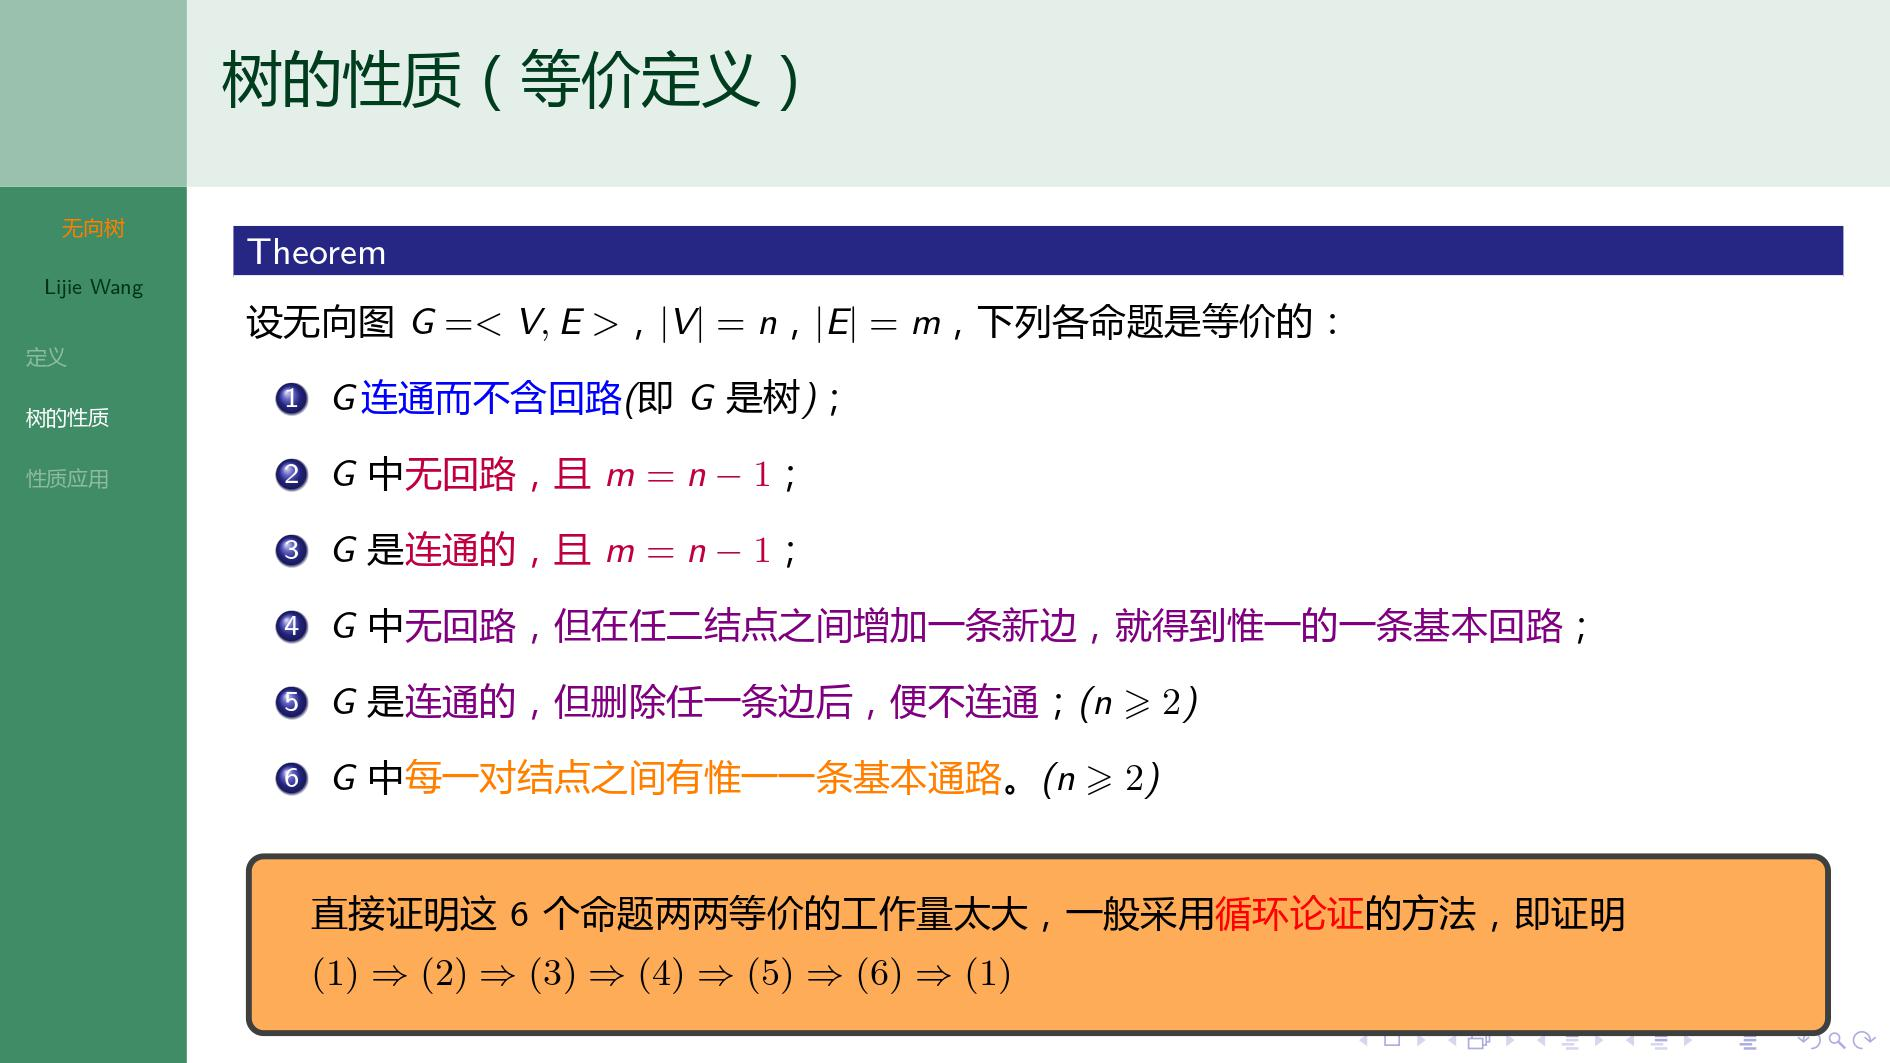 树的性质（等价定义）
无向树
Lijie Wang
定义
树的性质
性质应用
Theorem
设无向图 G =< V, E >，|V| = n，|E| = m，下列各命题是等价的：
1 G连通而不含回路(即 G 是树)；
2 G 中无回路，且 m = n − 1；
3 G 是连通的，且 m = n − 1；
4 G 中无回路，但在任二结点之间增加一条新边，就得到惟一的一条基本回路；
5 G 是连通的，但删除任一条边后，便不连通；(n ⩾ 2)
6 G 中每一对结点之间有惟一一条基本通路。(n ⩾ 2)
直接证明这 6 个命题两两等价的工作量太大，一般采用循环论证的方法，即证明
(1) ⇒ (2) ⇒ (3) ⇒ (4) ⇒ (5) ⇒ (6) ⇒ (1)